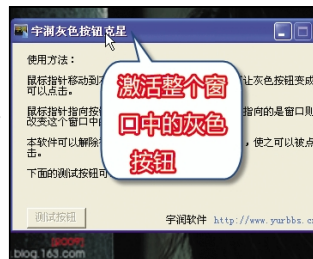 宇润灰色按钮克星
使用方法:
鼠标指针移动到不 让灰色按钮变成
可以点击。
鼠标指针指向按 指向的是窗口则
改变这个窗口中
本软件可以解除 ,使之可以被点
击。
下面的测试按钮可
激活整个窗
口中的灰色
按钮
测试按钮
宇润软件 http://www.yurbbs.c
blog.163.com